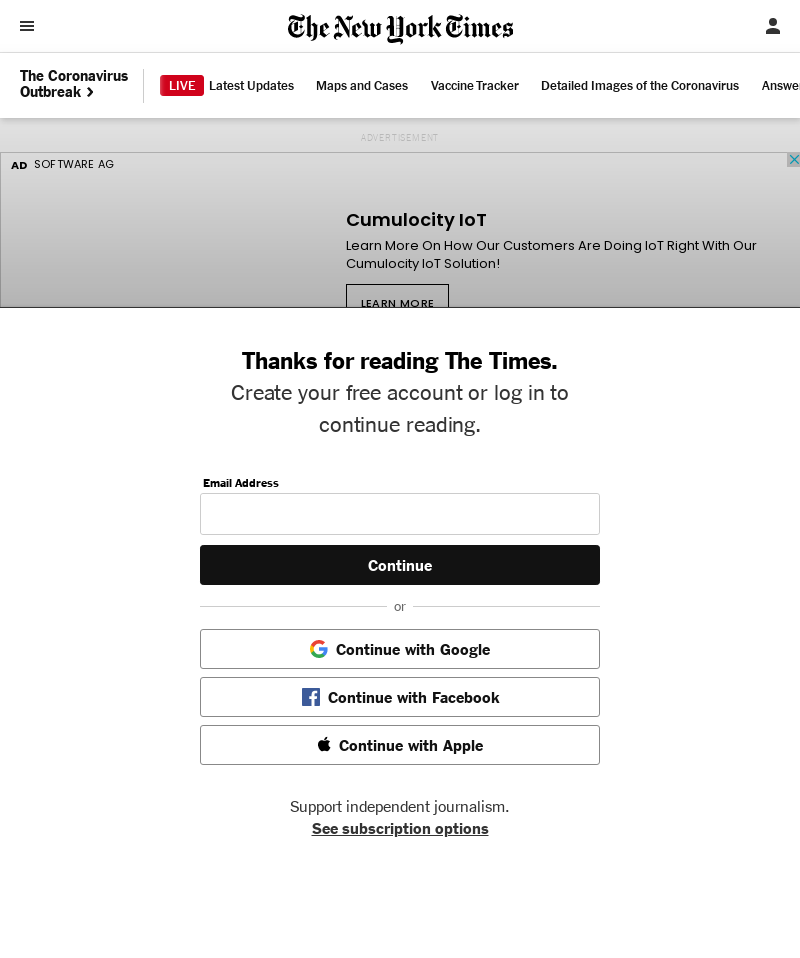 The New York Times
The Coronavirus
Outbreak
LIVE Latest Updates Maps and Cases Vaccine Tracker Detailed Images of the Coronavirus
ADVERTISEMENT
AD SOFTWARE AG
Cumulocity IoT
Learn More On How Our Customers Are Doing IoT Right With Our
Cumulocity IoT Solution!
LEARN MORE
Thanks for reading The Times.
Create your free account or log in to
continue reading.
Email Address
Continue
or
Continue with Google
Continue with Facebook
Continue with Apple
Support independent journalism.
See subscription options